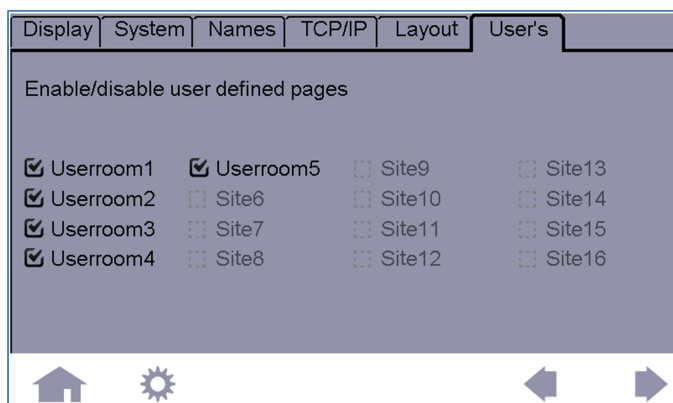 Display System Names TCP/IP Layout User's
Enable/disable user defined pages
Userroom1 Userroom5 Site9 Site13
Userroom2 Site6 Site10 Site14
Userroom3 Site7 Site11 Site15
Userroom4 Site8 Site12 Site16